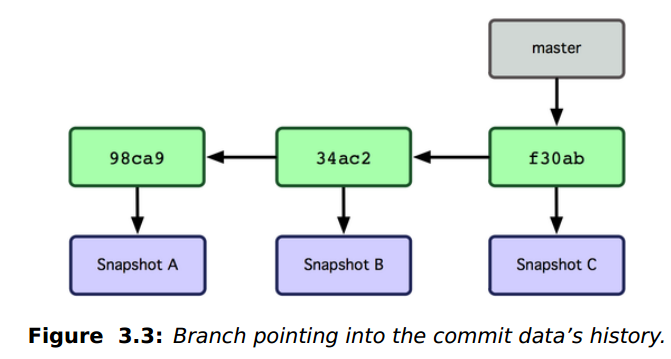 master
98ca9
34ac2
f30ab
Snapshot A
Snapshot B
Snapshot C
Figure 3.3: Branch pointing into the commit data’s history.